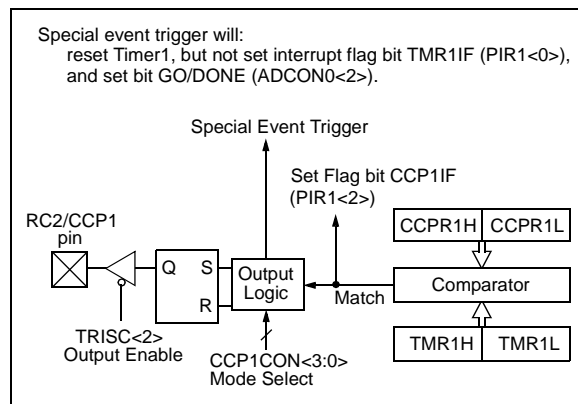 Special event trigger will:
reset Timer1, but not set interrupt flag bit TMR1IF (PIR1<0>),
and set bit GO/DONE (ADCON0<2>).
Special Event Trigger
Set Flag bit CCP1IF
(PIR1<2>)
RC2/CCP1
pin
CCPR1H CCPR1L
Q S
R
Output
Logic
Match
Comparator
TRISC<2>
Output Enable
CCP1CON<3:0>
Mode Select
TMR1H TMR1L